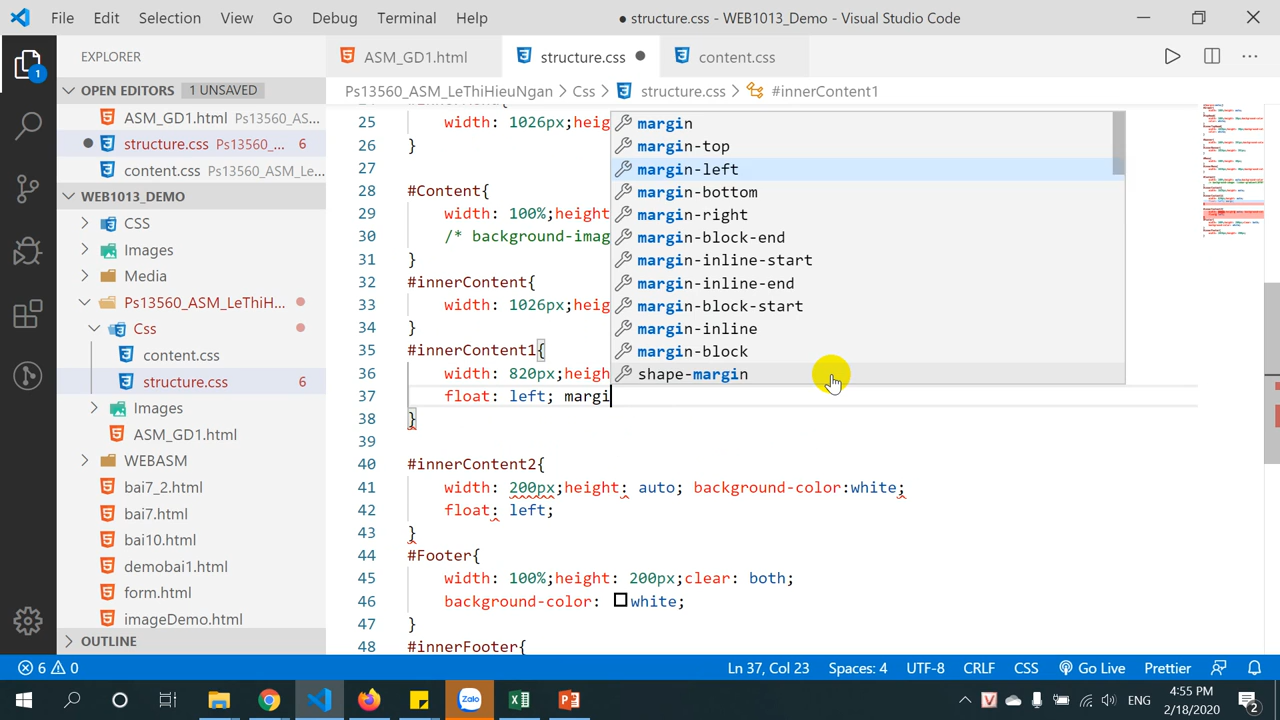 File Edit Selection View Go Debug Terminal Help ● structure.css - WEB1013_Demo - Visual Studio Code
EXPLORER
ASM_GD1.html structure.css content.css
OPEN EDITORS 1 UNSAVED
Ps13560_ASM_LeThiHieuNgan > Css > structure.css > #innerContent1
ASM_GD1.html Ps13560_AS...
structure.css Ps13560_... 6
content.css Ps13560_ASM_Le...
WEB1013_DEMO
CSS
Images
Media
Ps13560_ASM_LeThiH...
Css
content.css
structure.css 6
Images
ASM_GD1.html
WEBASM
bai7_2.html
bai7.html
bai10.html
demobai1.html
form.html
imageDemo.html
OUTLINE
25 width: 1026px;heig
26 }
27
28 #Content{
29 width: 100%;height
30 /* background-imag
31 }
32 #innerContent{
33 width: 1026px;heig
34 }
35 #innerContent1{
36 width: 820px;heigh
37 float: left; margi
38 }
39
40 #innerContent2{
41 width: 200px;height: auto; background-color:white;
42 float: left;
43 }
44 #Footer{
45 width: 100%;height: 200px;clear: both;
46 background-color: white;
47 }
48 #innerFooter{
margin
margin-top
margin-left
margin-bottom
margin-right
margin-block-end
margin-inline-start
margin-inline-end
margin-block-start
margin-inline
margin-block
shape-margin
1
6 0
Ln 37, Col 23 Spaces: 4 UTF-8 CRLF CSS Go Live Prettier
Zalo
ENG
4:55 PM
2/18/2020
2